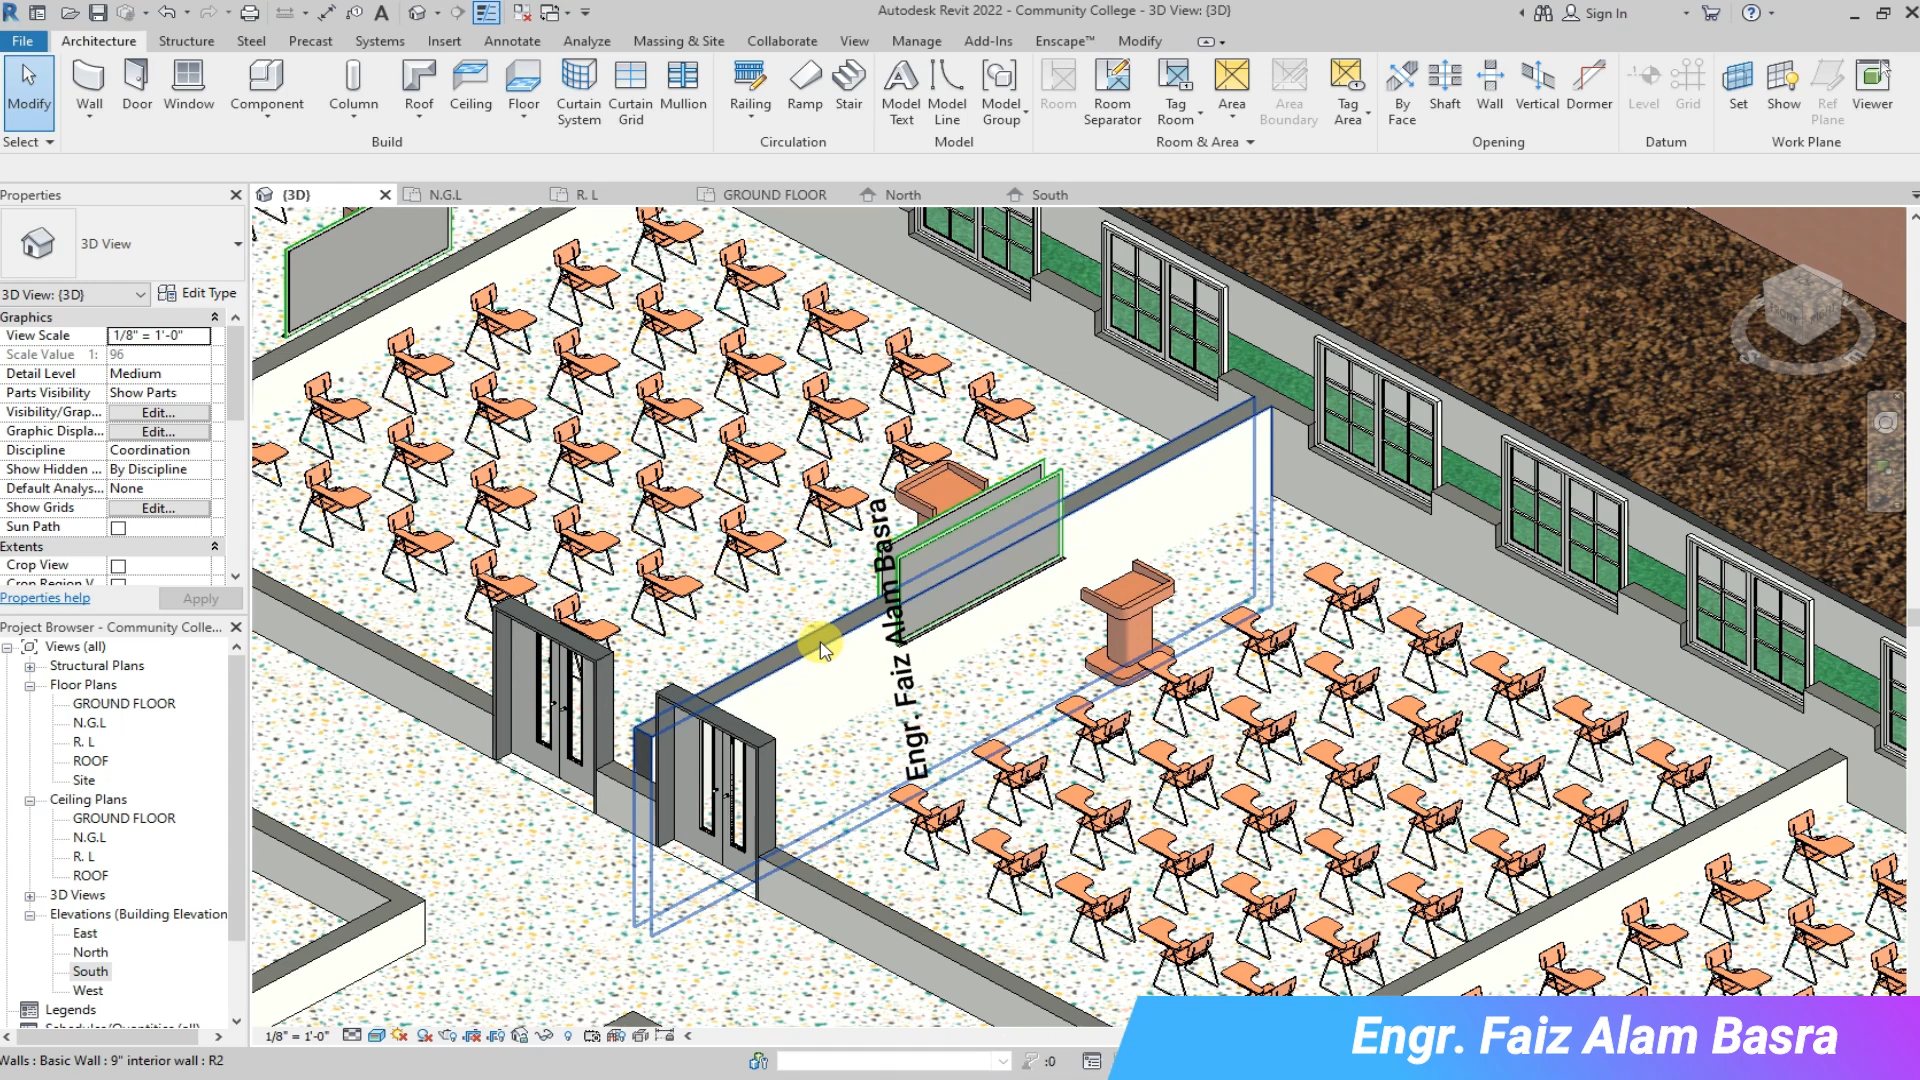 Autodesk Revit 2022 - Community College - 3D View: {3D}
Sign In
File Architecture Structure Steel Precast Systems Insert Annotate Analyze Massing & Site Collaborate View Manage Add-Ins Enscape™ Modify
Modify Wall Door Window Component Column Roof Ceiling Floor Curtain System Curtain Grid Mullion Railing Ramp Stair Model Text Model Line Model Group Room Room Separator Tag Room Area Area Boundary Tag Area By Face Shaft Wall Vertical Dormer Level Grid Set Show Ref Plane Viewer
Select Build Circulation Model Room & Area Opening Datum Work Plane
Properties
{3D} N.G.L R. L GROUND FLOOR North South
3D View
3D View: {3D} Edit Type
Graphics
View Scale 1/8" = 1'-0"
Scale Value 1: 96
Detail Level Medium
Parts Visibility Show Parts
Visibility/Grap... Edit...
Graphic Displa... Edit...
Discipline Coordination
Show Hidden ... By Discipline
Default Analys... None
Show Grids Edit...
Sun Path
Extents
Crop View
Properties help Apply
Project Browser - Community Colle...
Views (all)
Structural Plans
Floor Plans
GROUND FLOOR
N.G.L
R. L
ROOF
Site
Ceiling Plans
GROUND FLOOR
N.G.L
R. L
ROOF
3D Views
Elevations (Building Elevation
East
North
South
West
Legends
1/8" = 1'-0"
Walls : Basic Wall : 9" interior wall : R2
:0
Engr. Faiz Alam Basra
Engr. Faiz Alam Basra